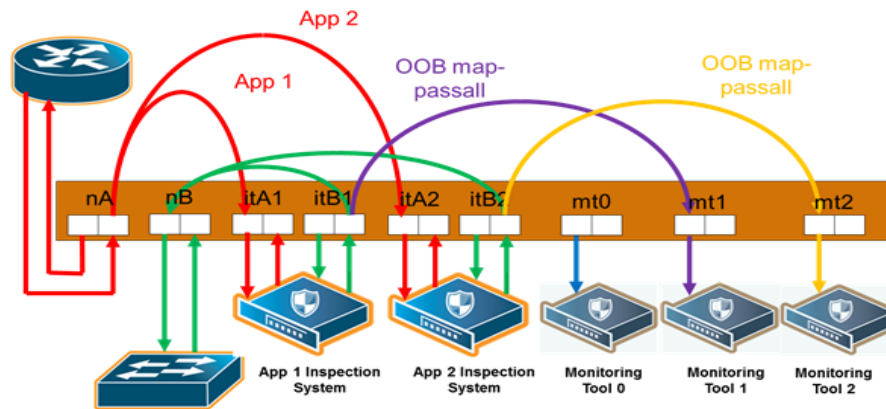 App 2
App 1
OOB map-
passall
OOB map-
passall
nA
nB
itA1
itB1
itA2
itB2
mt0
mt1
mt2
App 1 Inspection
System
App 2 Inspection
System
Monitoring
Tool 0
Monitoring
Tool 1
Monitoring
Tool 2